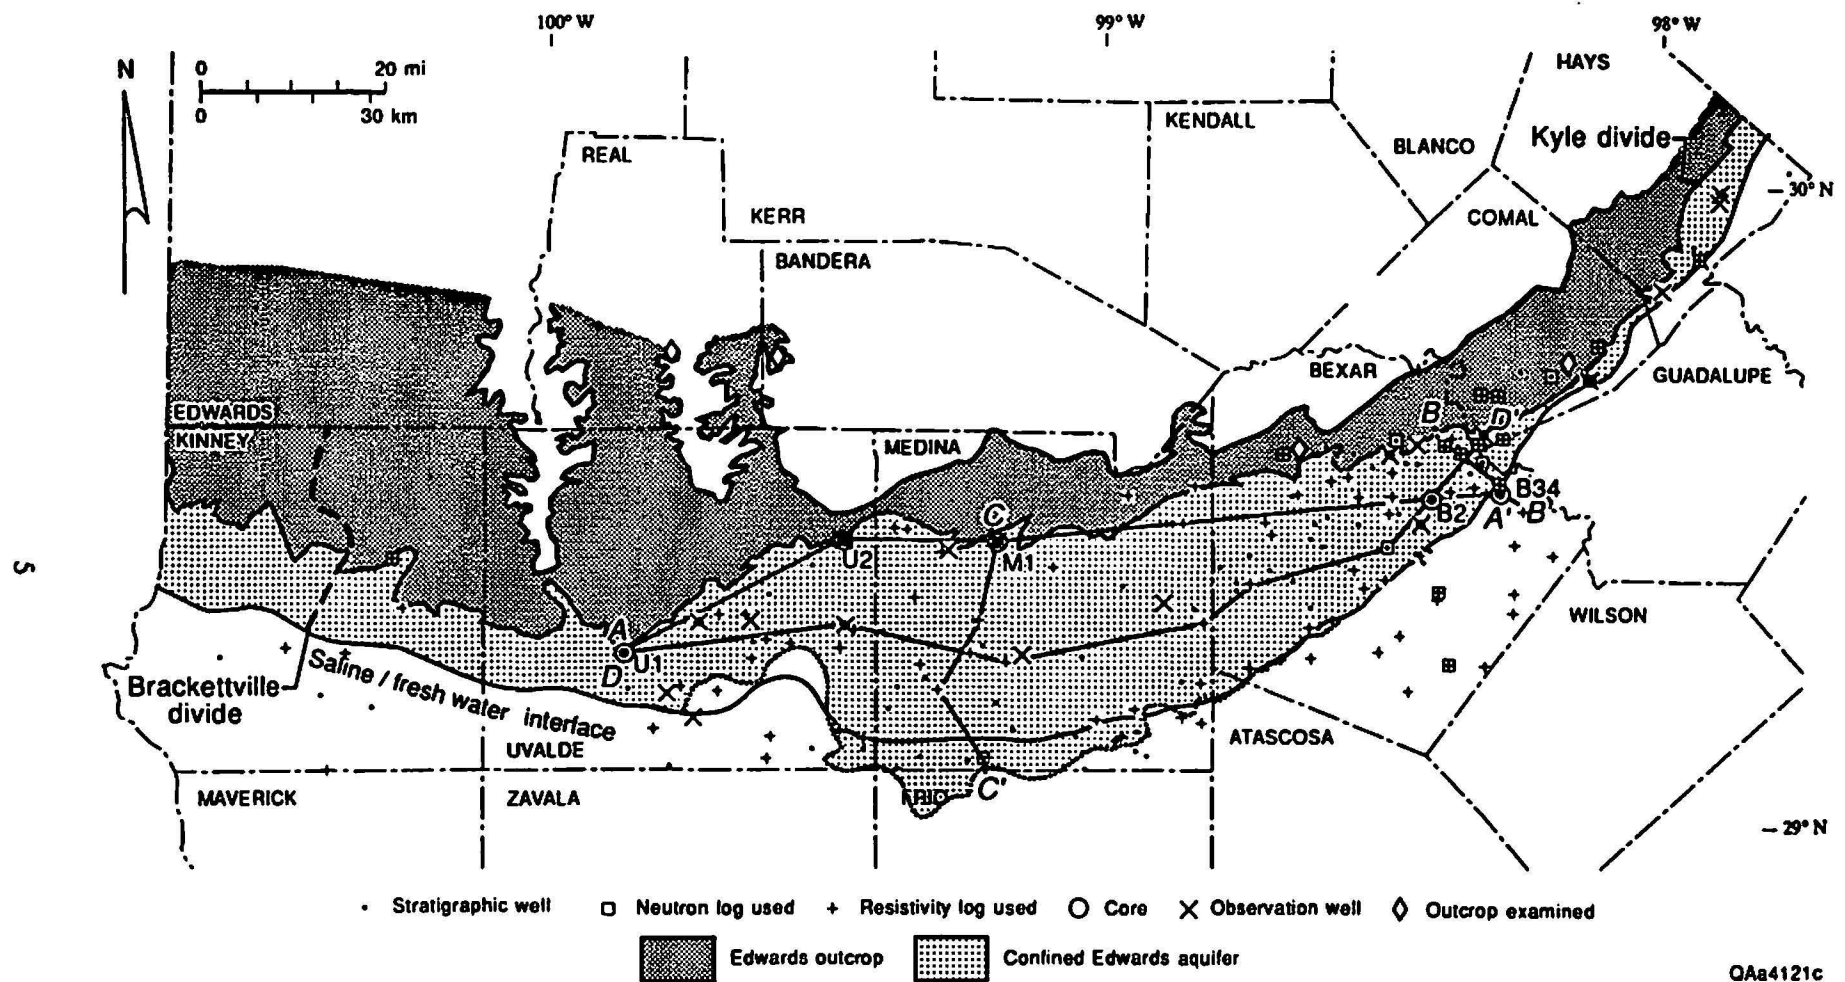 100° W
99° W
98° W
N
0 20 mi
0 30 km
HAYS
KENDALL
BLANCO
Kyle divide
REAL
30° N
KERR
COMAL
BANDERA
BEXAR
GUADALUPE
EDWARDS
KINNEY
MEDINA
B
D'
C
B34
B2
A' B'
U2
M1
5
WILSON
A
U1
D
Brackettville
divide
Saline / fresh water interface
UVALDE
ATASCOSA
MAVERICK
ZAVALA
FRIO
C'
29° N
Stratigraphic well
Neutron log used
Resistivity log used
Core
Observation well
Outcrop examined
Edwards outcrop
Confined Edwards aquifer
QAa4121c